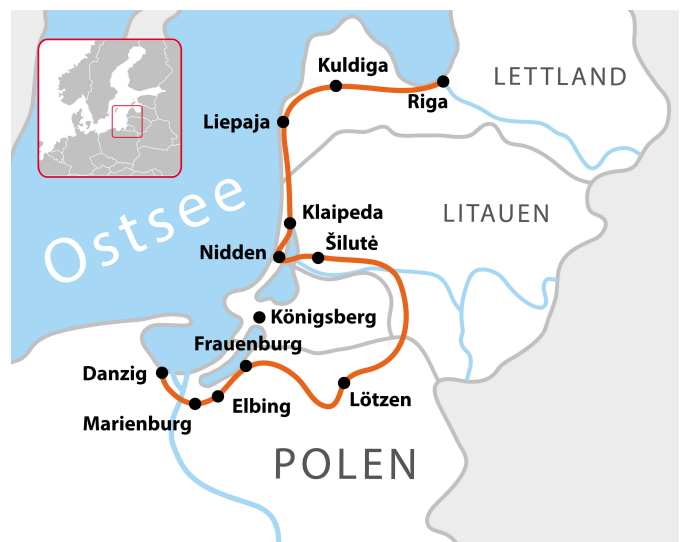 Kuldiga
LETTLAND
Riga
Liepaja
Ostsee
Klaipeda
LITAUEN
Nidden
Šilutė
Königsberg
Frauenburg
Danzig
Elbing
Lötzen
Marienburg
POLEN